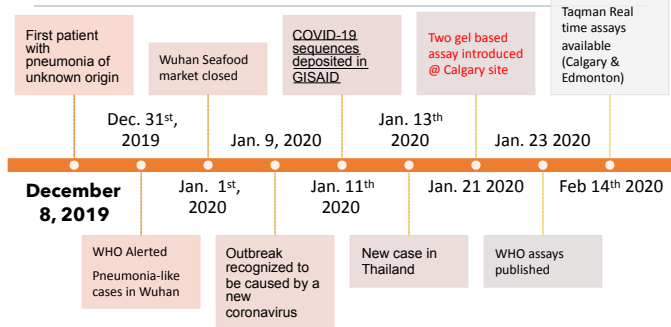 First patient
with
pneumonia of
unknown origin
Wuhan Seafood
market closed
COVID-19
sequences
deposited in
GISAID
Two gel based
assay introduced
@ Calgary site
Taqman Real
time assays
available
(Calgary &
Edmonton)
Dec. 31st,
2019
Jan. 9, 2020
Jan. 13th
2020
Jan. 23 2020
December
8, 2019
Jan. 1st,
2020
Jan. 11th
2020
Jan. 21 2020
Feb 14th 2020
WHO Alerted
Pneumonia-like
cases in Wuhan
Outbreak
recognized to
be caused by a
new
coronavirus
New case in
Thailand
WHO assays
published